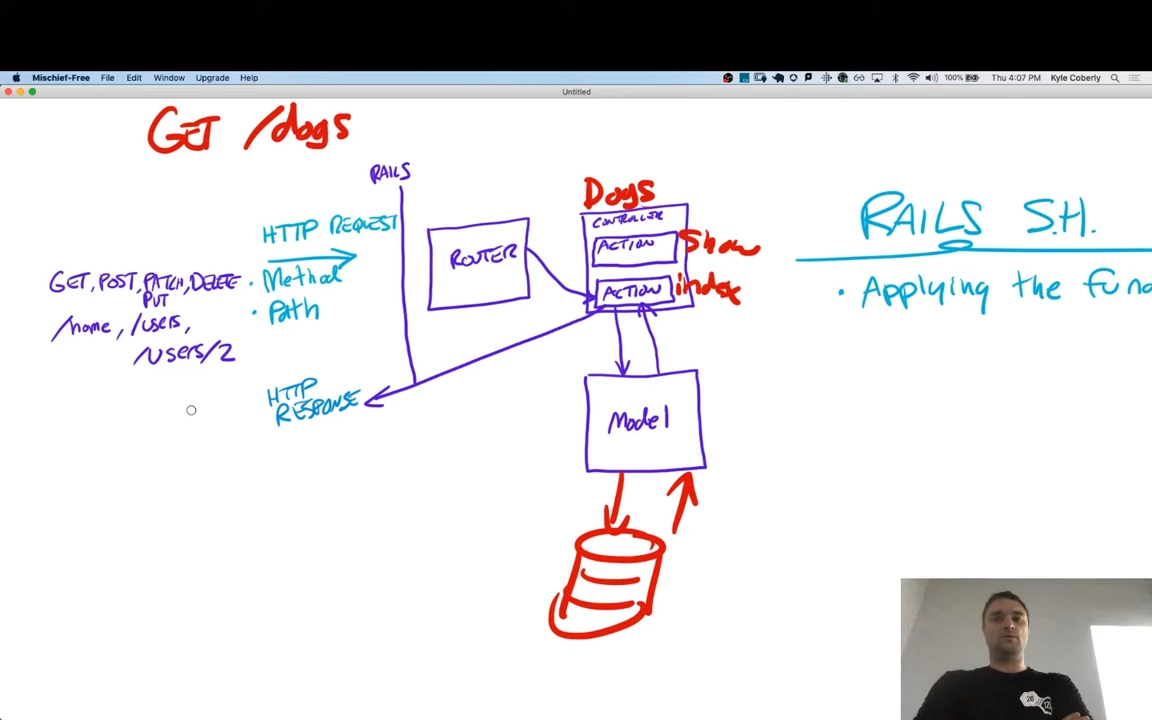 Mischief-Free File Edit Window Upgrade Help
100% Thu 4:07 PM Kyle Coberly
Untitled
GET /dogs
RAILS
HTTP REQUEST
• Method
• Path
GET, POST, PATCH, DELETE
PUT
/home, /users,
/users/2
HTTP
RESPONSE
ROUTER
Dogs
CONTROLLER
ACTION Show
ACTION index
Model
RAILS S.H.
• Applying the func